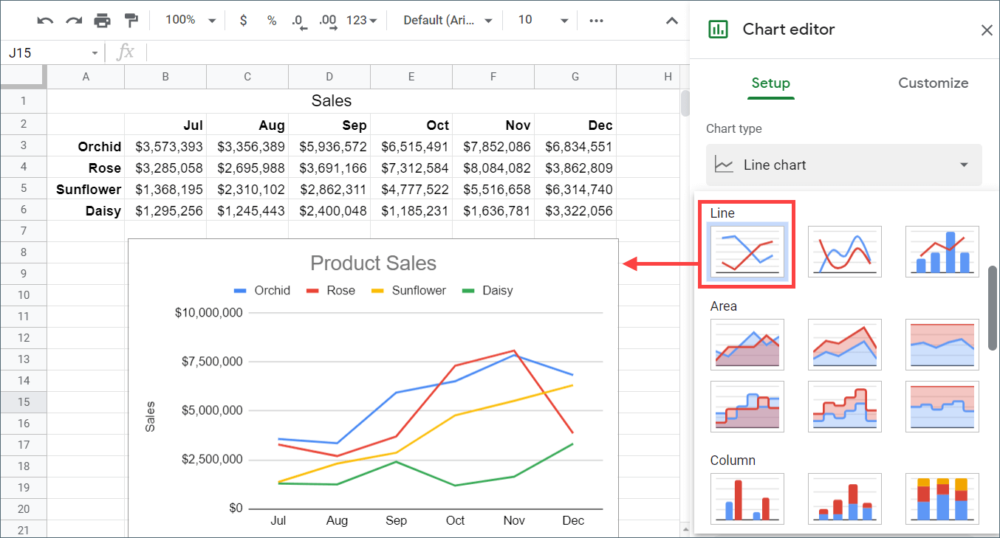 100% $ % .0 .00 123 Default (Ari... 10 ...
J15 fx
A B C D E F G H
1 Sales
2 Jul Aug Sep Oct Nov Dec
3 Orchid $3,573,393 $3,356,389 $5,936,572 $6,515,491 $7,852,086 $6,834,551
4 Rose $3,285,058 $2,695,988 $3,691,166 $7,312,584 $8,084,082 $3,862,809
5 Sunflower $1,368,195 $2,310,102 $2,862,311 $4,777,522 $5,516,658 $6,314,740
6 Daisy $1,295,256 $1,245,443 $2,400,048 $1,185,231 $1,636,781 $3,322,056
7
8
9
10
11
12
13
14
15
16
17
18
19
20
21
Product Sales
Orchid Rose Sunflower Daisy
$10,000,000
$7,500,000
$5,000,000
$2,500,000
$0
Sales
Jul Aug Sep Oct Nov Dec
Chart editor
Setup Customize
Chart type
Line chart
Line
Area
Column